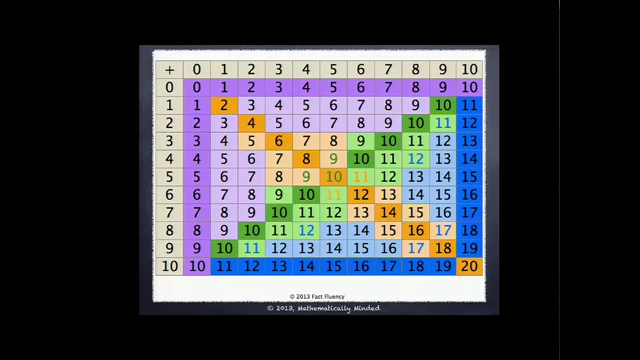 + 0 1 2 3 4 5 6 7 8 9 10
0 0 1 2 3 4 5 6 7 8 9 10
1 1 2 3 4 5 6 7 8 9 10 11
2 2 3 4 5 6 7 8 9 10 11 12
3 3 4 5 6 7 8 9 10 11 12 13
4 4 5 6 7 8 9 10 11 12 13 14
5 5 6 7 8 9 10 11 12 13 14 15
6 6 7 8 9 10 11 12 13 14 15 16
7 7 8 9 10 11 12 13 14 15 16 17
8 8 9 10 11 12 13 14 15 16 17 18
9 9 10 11 12 13 14 15 16 17 18 19
10 10 11 12 13 14 15 16 17 18 19 20
© 2013 Fact Fluency
© 2013, Mathematically Minded